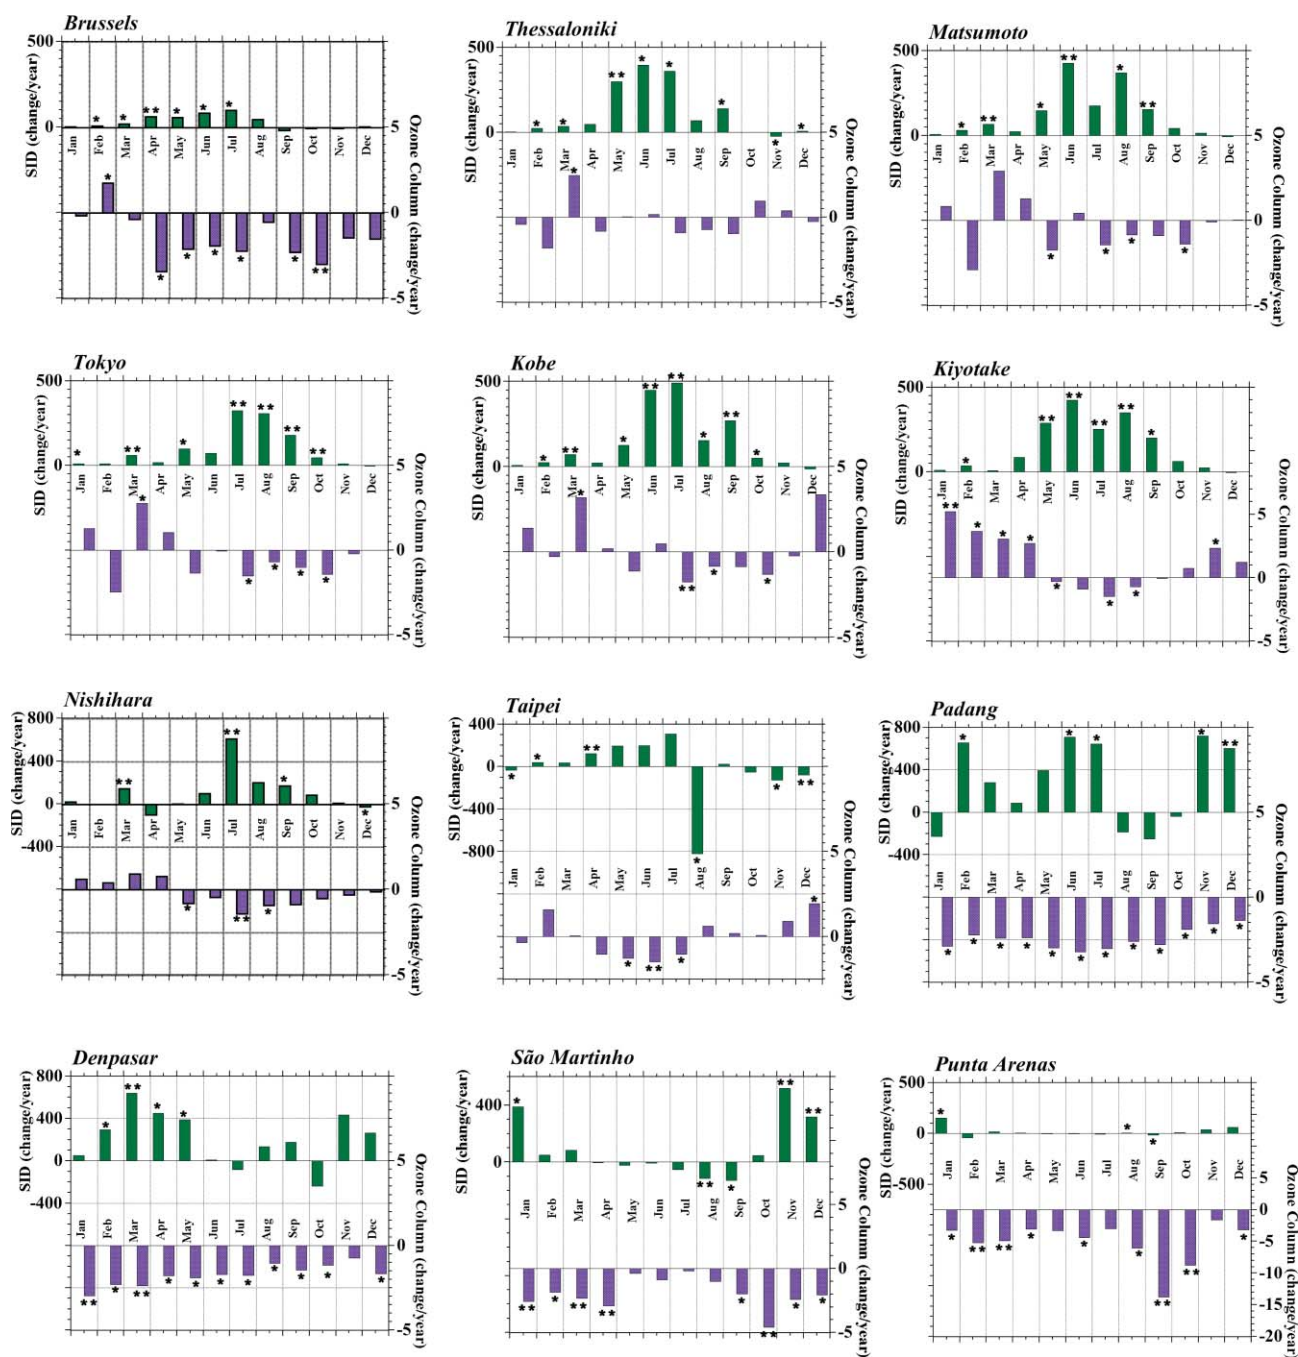 Brussels
500
0
SID (change/year)
Jan Feb Mar Apr May Jun Jul Aug Sep Oct Nov Dec
* * ** * * *
*
* * * * * **
5
0
-5
Ozone Column (change/year)
Thessaloniki
500
0
SID (change/year)
Jan Feb Mar Apr May Jun Jul Aug Sep Oct Nov Dec
* * ** * * * * *
*
5
0
-5
Ozone Column (change/year)
Matsumoto
500
0
SID (change/year)
Jan Feb Mar Apr May Jun Jul Aug Sep Oct Nov Dec
* ** * ** * **
* * * *
5
0
-5
Ozone Column (change/year)
Tokyo
500
0
SID (change/year)
Jan Feb Mar Apr May Jun Jul Aug Sep Oct Nov Dec
* ** * ** ** ** **
*
* * * *
5
0
-5
Ozone Column (change/year)
Kobe
500
0
SID (change/year)
Jan Feb Mar Apr May Jun Jul Aug Sep Oct Nov Dec
* ** * ** ** * ** *
*
** * *
5
0
-5
Ozone Column (change/year)
Kiyotake
500
0
SID (change/year)
Jan Feb Mar Apr May Jun Jul Aug Sep Oct Nov Dec
* ** ** ** ** *
** * * * *
* * *
5
0
-5
Ozone Column (change/year)
Nishihara
800
400
0
-400
SID (change/year)
Jan Feb Mar Apr May Jun Jul Aug Sep Oct Nov Dec
** ** * *
* ** *
5
0
-5
Ozone Column (change/year)
Taipei
400
0
-400
-800
SID (change/year)
Jan Feb Mar Apr May Jun Jul Aug Sep Oct Nov Dec
* * ** * * **
* ** * *
5
0
Ozone Column (change/year)
Padang
800
400
0
-400
SID (change/year)
Jan Feb Mar Apr May Jun Jul Aug Sep Oct Nov Dec
* * * * **
* * * * * * * * * * * *
5
0
-5
Ozone Column (change/year)
Denpasar
800
400
0
-400
SID (change/year)
Jan Feb Mar Apr May Jun Jul Aug Sep Oct Nov Dec
* ** * *
** * ** * * * * * * * *
5
0
-5
Ozone Column (change/year)
São Martinho
400
0
SID (change/year)
Jan Feb Mar Apr May Jun Jul Aug Sep Oct Nov Dec
* ** * ** **
** * ** ** * ** * *
5
0
-5
Ozone Column (change/year)
Punta Arenas
500
0
-500
SID (change/year)
Jan Feb Mar Apr May Jun Jul Aug Sep Oct Nov Dec
* * *
* ** ** * * * ** ** *
5
0
-5
-10
-15
-20
Ozone Column (change/year)